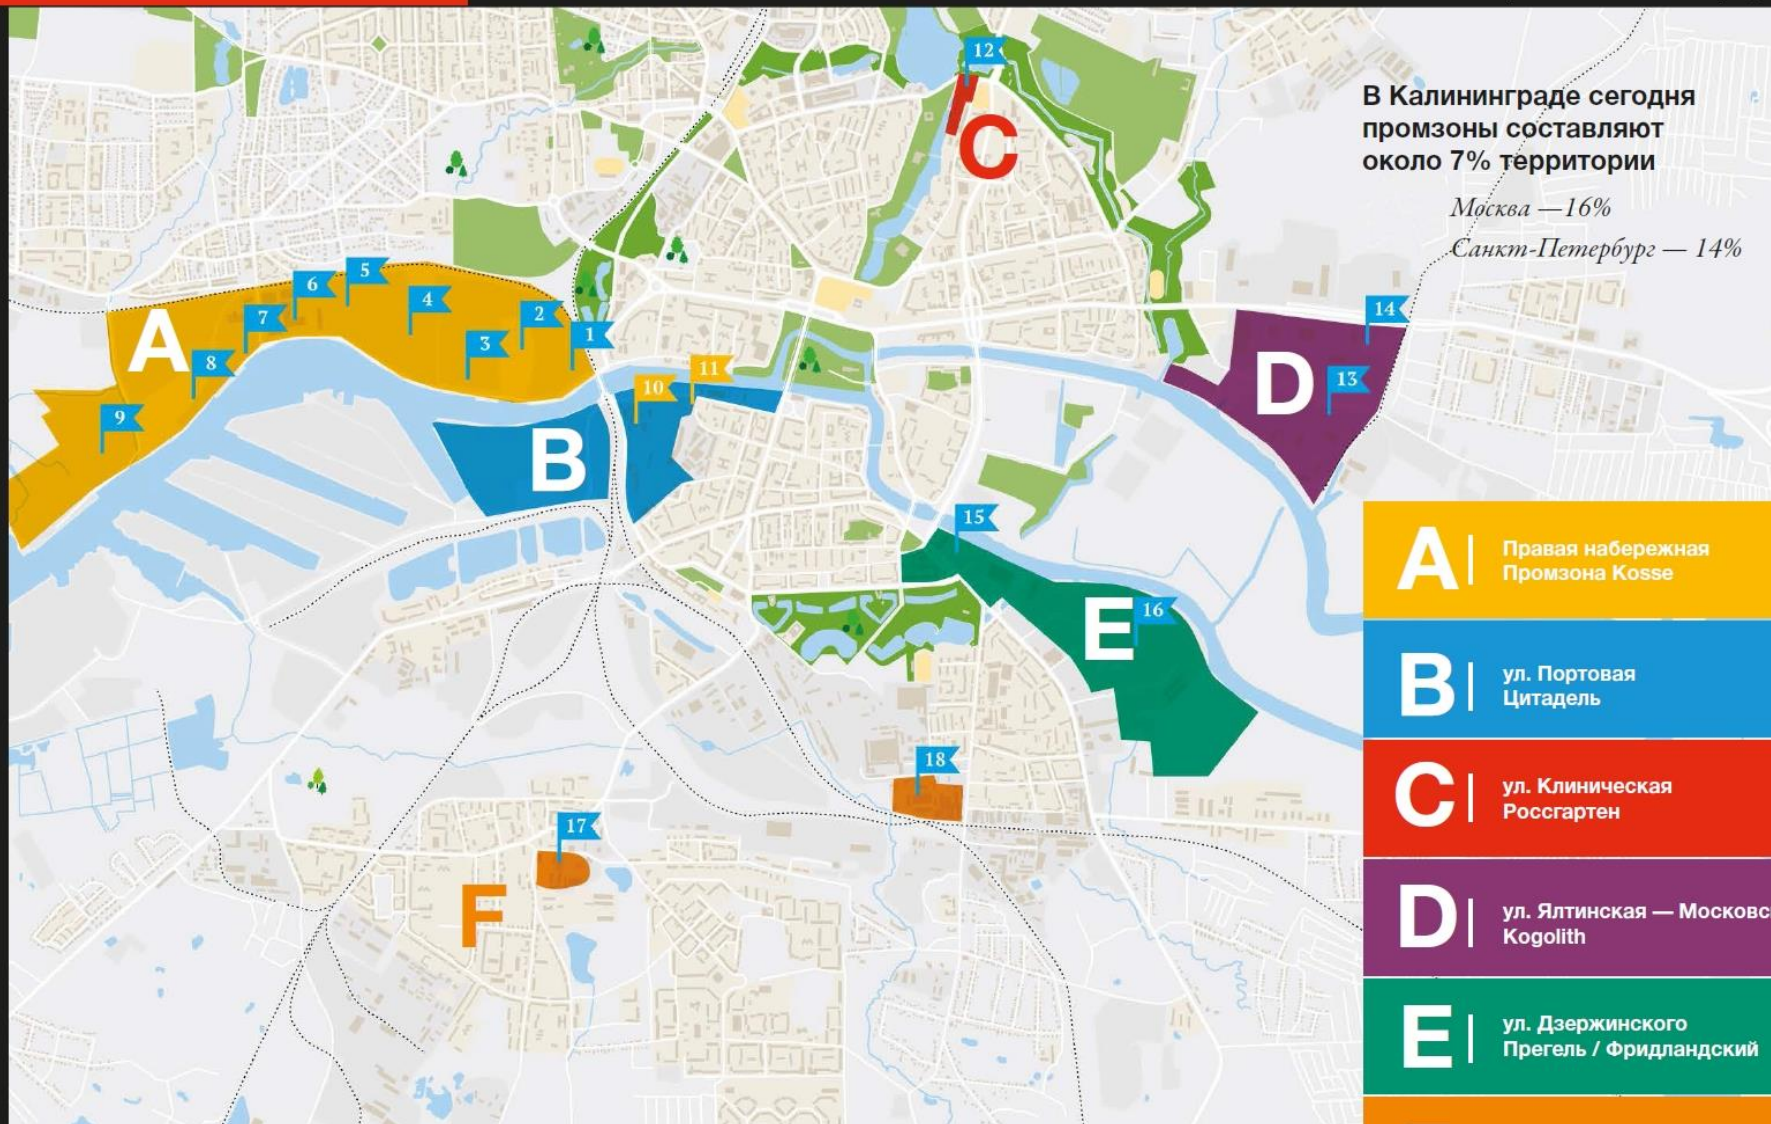 В Калининграде сегодня
промзоны составляют
около 7% территории
Москва —16%
Санкт-Петербург — 14%
12
C
6
5
4
2
1
7
3
8
A
9
11
10
B
14
13
D
15
16
E
18
17
F
A
Правая набережная
Промзона Kosse
B
ул. Портовая
Цитадель
C
ул. Клиническая
Россгартен
D
ул. Ялтинская —
Kogolith
E
ул. Дзержинского
Прегель / Фридландский